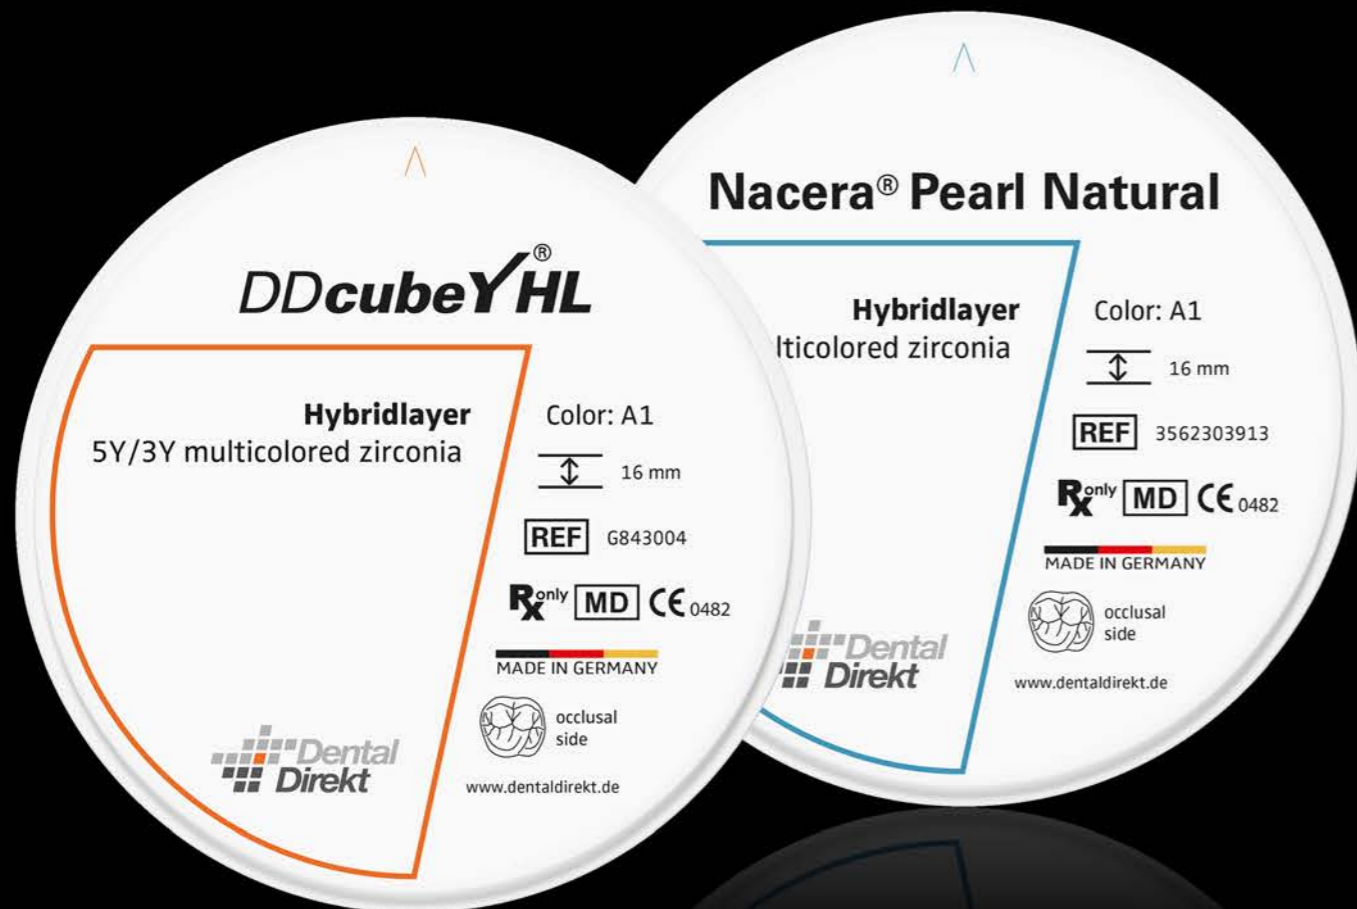 DDcubeY®HL
Hybridlayer
5Y/3Y multicolored zirconia
Color: A1
16 mm
REF G843004
Rx only MD CE 0482
MADE IN GERMANY
occlusal
side
Dental
Direkt
www.dentaldirekt.de
Nacera® Pearl Natural
Hybridlayer
lticolored zirconia
Color: A1
16 mm
REF 3562303913
Rx only MD CE 0482
MADE IN GERMANY
occlusal
side
Dental
Direkt
www.dentaldirekt.de